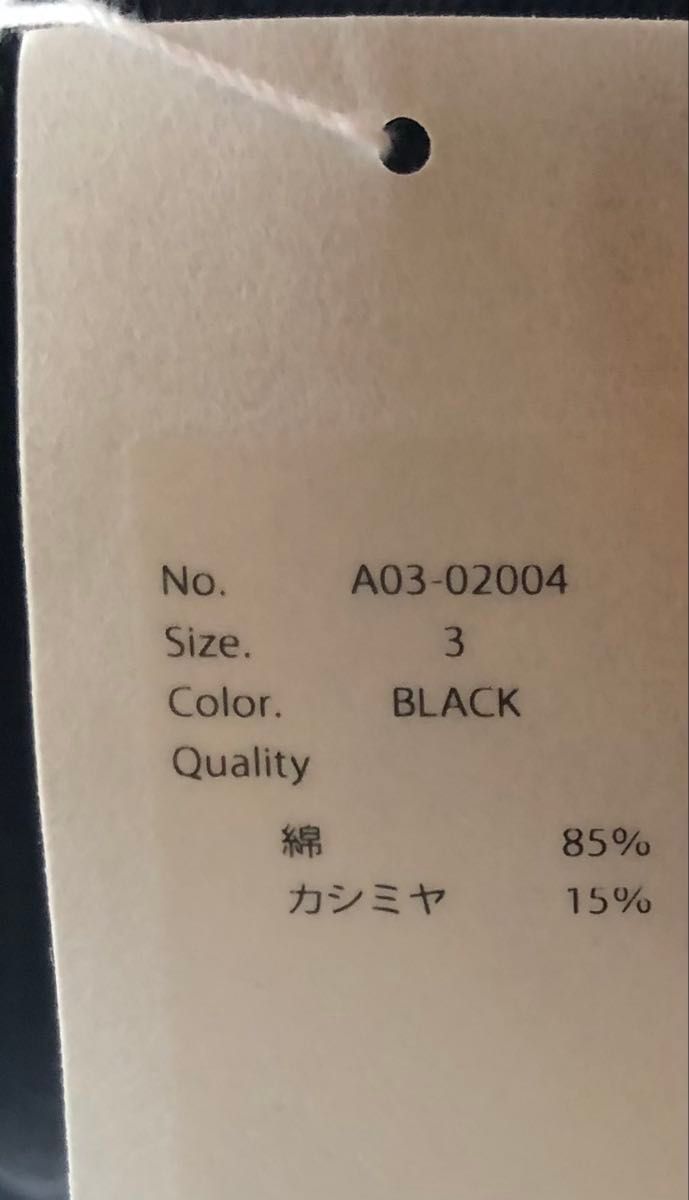 No. A03-02004
Size. 3
Color. BLACK
Quality
綿 85%
カシミヤ 15%